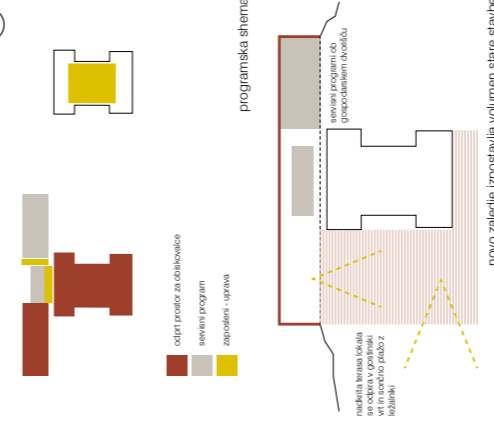 programska shema
odprt prostor za obiskovalce
servisni program
zaposleni - uprava
servisni programi ob
gospodarskem dvorišču
nadkrita terasa lokala
se odpira v gostinski
vrt in sončno plažo z
ležalniki
novo zaledje izpostavlja volumen stare stavbe